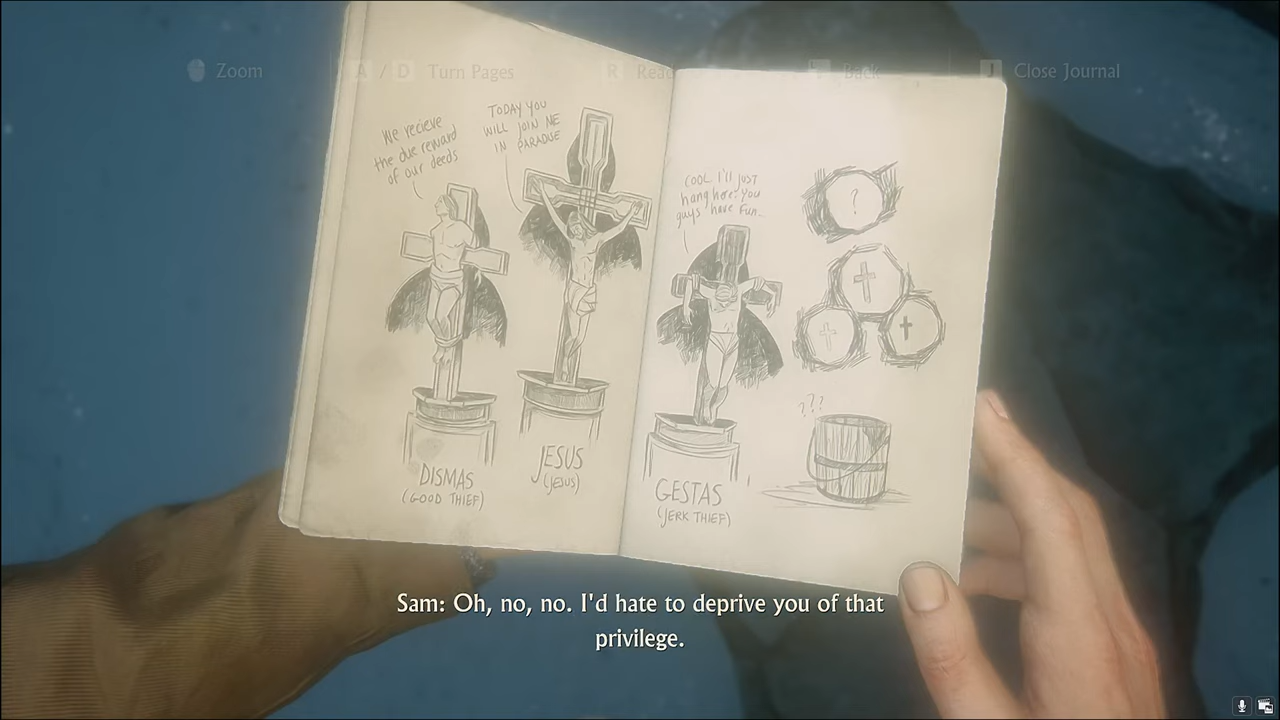 Zoom
A / D Turn Pages
R Read
Back
J Close Journal
We recieve
the due reward
of our deeds
TODAY YOU
WILL JOIN ME
IN PARADISE
COOL I'll JUST
hang here. You
guys have fun...
?
???
DISMAS
(GOOD THIEF)
JESUS
(JESUS)
GESTAS
(JERK THIEF)
Sam: Oh, no, no. I'd hate to deprive you of that
privilege.